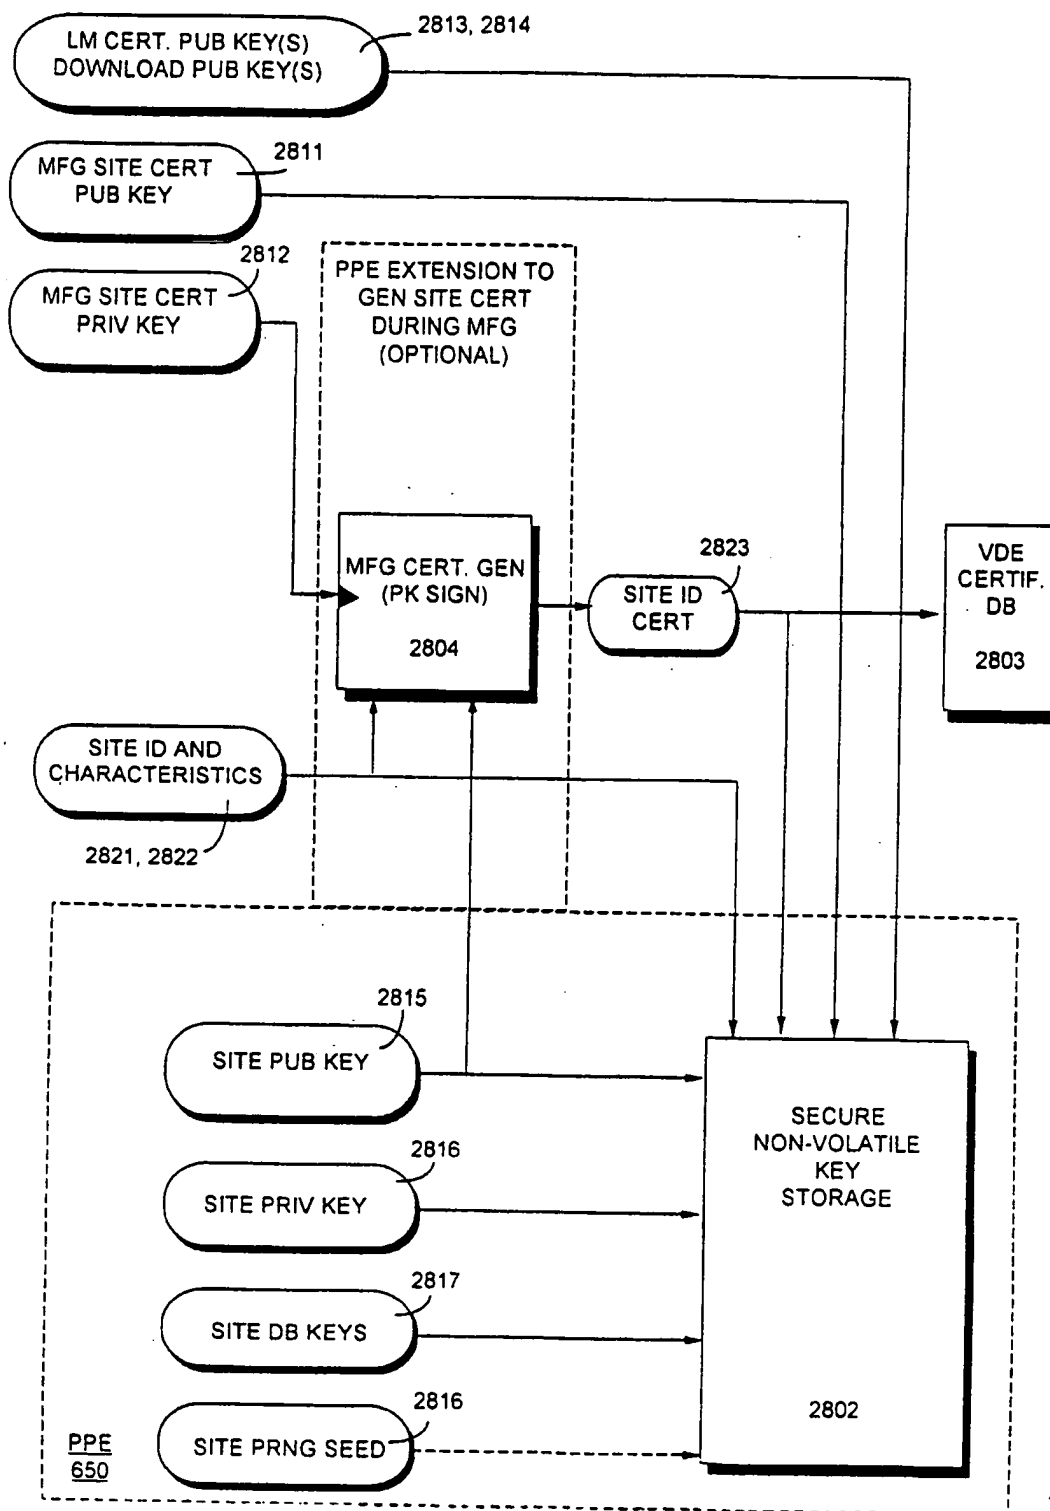 2813, 2814
LM CERT. PUB KEY(S)
DOWNLOAD PUB KEY(S)
2811
MFG SITE CERT
PUB KEY
2812
MFG SITE CERT
PRIV KEY
PPE EXTENSION TO
GEN SITE CERT
DURING MFG
(OPTIONAL)
MFG CERT. GEN
(PK SIGN)
2804
2823
SITE ID
CERT
VDE
CERTIF.
DB
2803
SITE ID AND
CHARACTERISTICS
2821, 2822
2815
SITE PUB KEY
2816
SITE PRIV KEY
2817
SITE DB KEYS
2816
SITE PRNG SEED
SECURE
NON-VOLATILE
KEY
STORAGE
2802
PPE
650